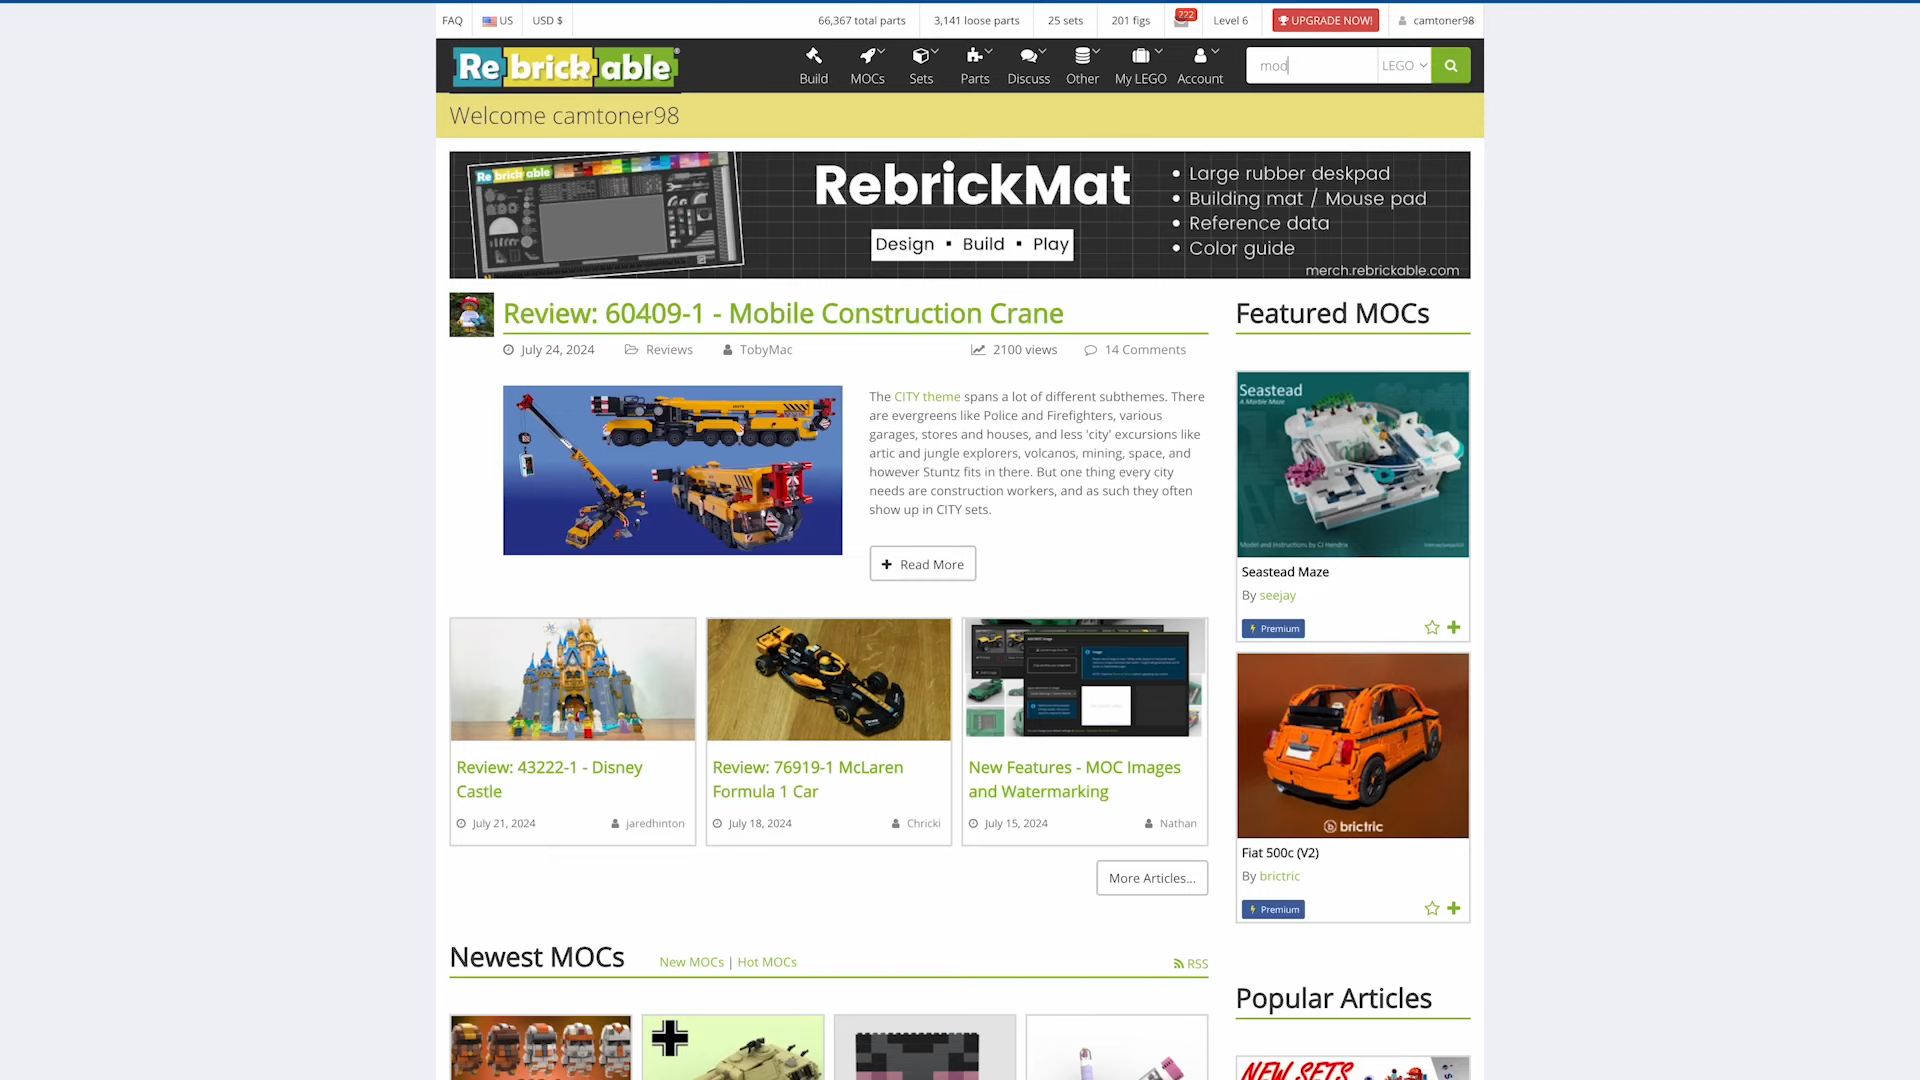 FAQ US USD $ 66,367 total parts 3,141 loose parts 25 sets 201 figs 222 Level 6 UPGRADE NOW! camtoner98
Re brick able ®
Build MOCs Sets Parts Discuss Other My LEGO Account mod LEGO
Welcome camtoner98
Re brick able
RebrickMat
Design • Build • Play
• Large rubber deskpad
• Building mat / Mouse pad
• Reference data
• Color guide
merch.rebrickable.com
Review: 60409-1 - Mobile Construction Crane
July 24, 2024 Reviews TobyMac 2100 views 14 Comments
The CITY theme spans a lot of different subthemes. There
are evergreens like Police and Firefighters, various
garages, stores and houses, and less 'city' excursions like
artic and jungle explorers, volcanos, mining, space, and
however Stuntz fits in there. But one thing every city
needs are construction workers, and as such they often
show up in CITY sets.
Read More
Review: 43222-1 - Disney
Castle
July 21, 2024 jaredhinton
Review: 76919-1 McLaren
Formula 1 Car
July 18, 2024 Chricki
New Features - MOC Images
and Watermarking
July 15, 2024 Nathan
More Articles...
Featured MOCs
Seastead
A Marble Maze
Model and instructions by CJ Hendrix
Seastead Maze
By seejay
Premium
brictric
Fiat 500c (V2)
By brictric
Premium
Newest MOCs New MOCs | Hot MOCs RSS
Popular Articles
NEW SETS